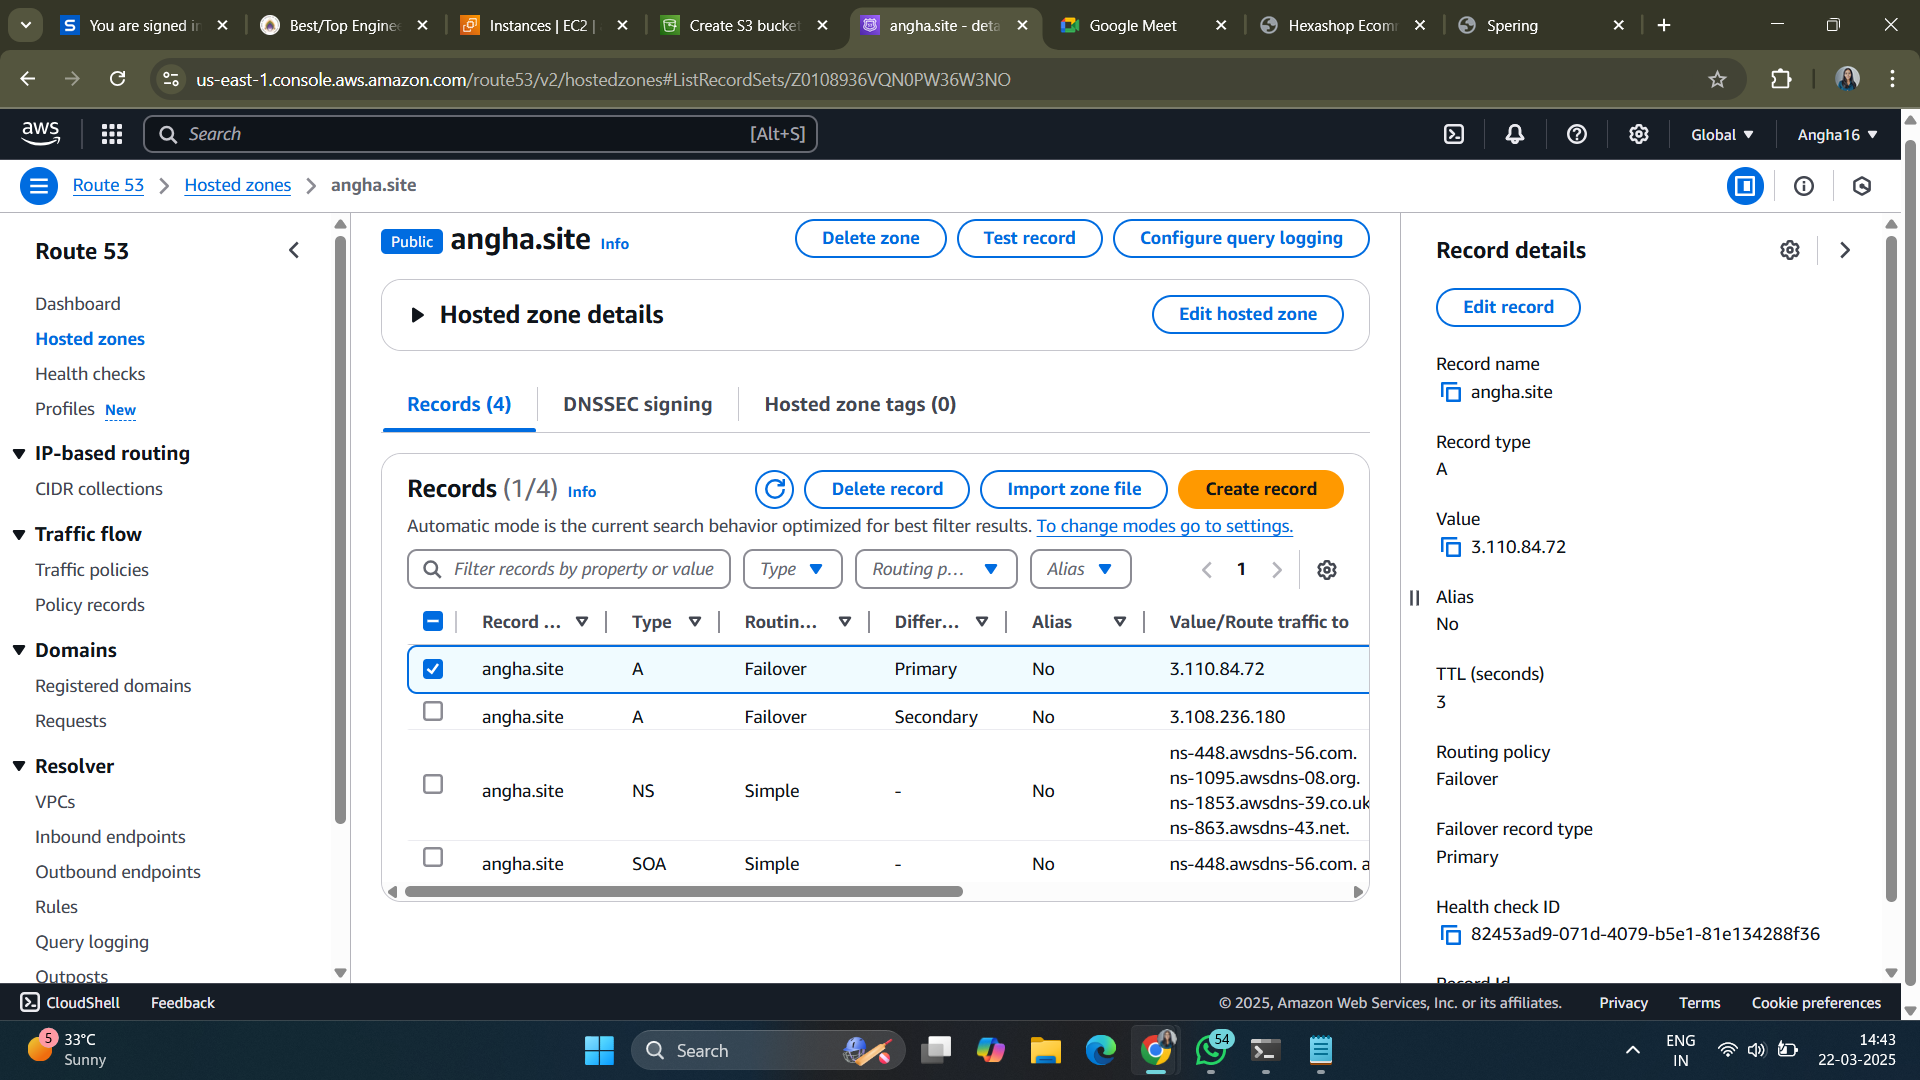 You are signed in
Best/Top Enginee
Instances | EC2 |
Create S3 bucket
angha.site - deta
Google Meet
Hexashop Ecomm
Spering
us-east-1.console.aws.amazon.com/route53/v2/hostedzones#ListRecordSets/Z0108936VQN0PW36W3NO
aws
Search
[Alt+S]
Global
Angha16
Route 53
Hosted zones
angha.site
Route 53
Dashboard
Hosted zones
Health checks
Profiles New
IP-based routing
CIDR collections
Traffic flow
Traffic policies
Policy records
Domains
Registered domains
Requests
Resolver
VPCs
Inbound endpoints
Outbound endpoints
Rules
Query logging
Outposts
Public angha.site Info
Delete zone
Test record
Configure query logging
Hosted zone details
Edit hosted zone
Records (4)
DNSSEC signing
Hosted zone tags (0)
Records (1/4) Info
Delete record
Import zone file
Create record
Automatic mode is the current search behavior optimized for best filter results. To change modes go to settings.
Filter records by property or value
Type
Routing p...
Alias
1
Record ... Type Routin... Differ... Alias Value/Route traffic to
angha.site A Failover Primary No 3.110.84.72
angha.site A Failover Secondary No 3.108.236.180
angha.site NS Simple - No ns-448.awsdns-56.com.
ns-1095.awsdns-08.org.
ns-1853.awsdns-39.co.uk
ns-863.awsdns-43.net.
angha.site SOA Simple - No ns-448.awsdns-56.com. a
Record details
Edit record
Record name
angha.site
Record type
A
Value
3.110.84.72
Alias
No
TTL (seconds)
3
Routing policy
Failover
Failover record type
Primary
Health check ID
82453ad9-071d-4079-b5e1-81e134288f36
Record Id
CloudShell
Feedback
© 2025, Amazon Web Services, Inc. or its affiliates.
Privacy
Terms
Cookie preferences
5
33°C
Sunny
Search
54
ENG
IN
14:43
22-03-2025